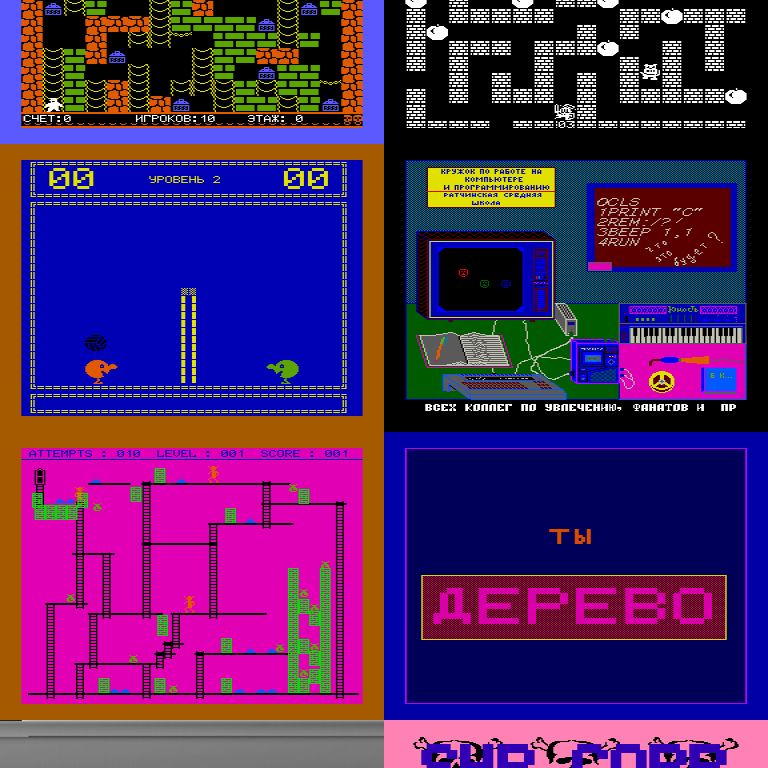 СЧЕТ:0 ИГРОКОВ:10 ЭТАЖ: 0
03
00 УРОВЕНЬ 2 00
КРУЖОК ПО РАБОТЕ НА
КОМПЬЮТЕРЕ
И ПРОГРАММИРОВАНИЮ
РАТЧИНСКАЯ СРЕДНЯЯ
ШКОЛА
0CLS
1PRINT "C"
2REM:/?/
3BEEP 1,1
4RUN
что
это
будет?
Юность
ВСЕХ КОЛЛЕГ ПО УВЛЕЧЕНИЮ, ФАНАТОВ И ПР
ATTEMPTS : 010 LEVEL : 001 SCORE : 001
ТЫ
ДЕРЕВО